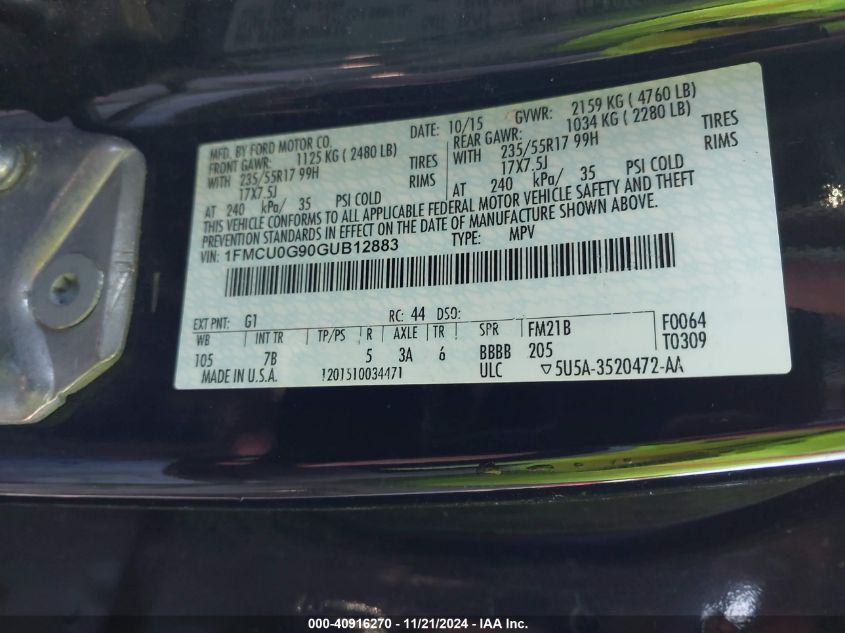 MFD. BY FORD MOTOR CO.
DATE: 10/15 GVWR: 2159 KG ( 4760 LB)
FRONT GAWR: 1125 KG ( 2480 LB) REAR GAWR: 1034 KG ( 2280 LB)
WITH 235/55R17 99H TIRES WITH 235/55R17 99H TIRES
17X7.5J RIMS 17X7.5J RIMS
AT 240 kPa/ 35 PSI COLD AT 240 kPa/ 35 PSI COLD
THIS VEHICLE CONFORMS TO ALL APPLICABLE FEDERAL MOTOR VEHICLE SAFETY AND THEFT
PREVENTION STANDARDS IN EFFECT ON THE DATE OF MANUFACTURE SHOWN ABOVE.
VIN: 1FMCU0G90GUB12883 TYPE: MPV
EXT PNT: G1 RC: 44 DSO: F0064
WB INT TR TP/PS R AXLE TR SPR FM21B T0309
105 7B 5 3A 6 BBBB 205
MADE IN U.S.A. 1201510034471 ULC ▽5U5A-3520472-AA
000-40916270 - 11/21/2024 - IAAI Inc.